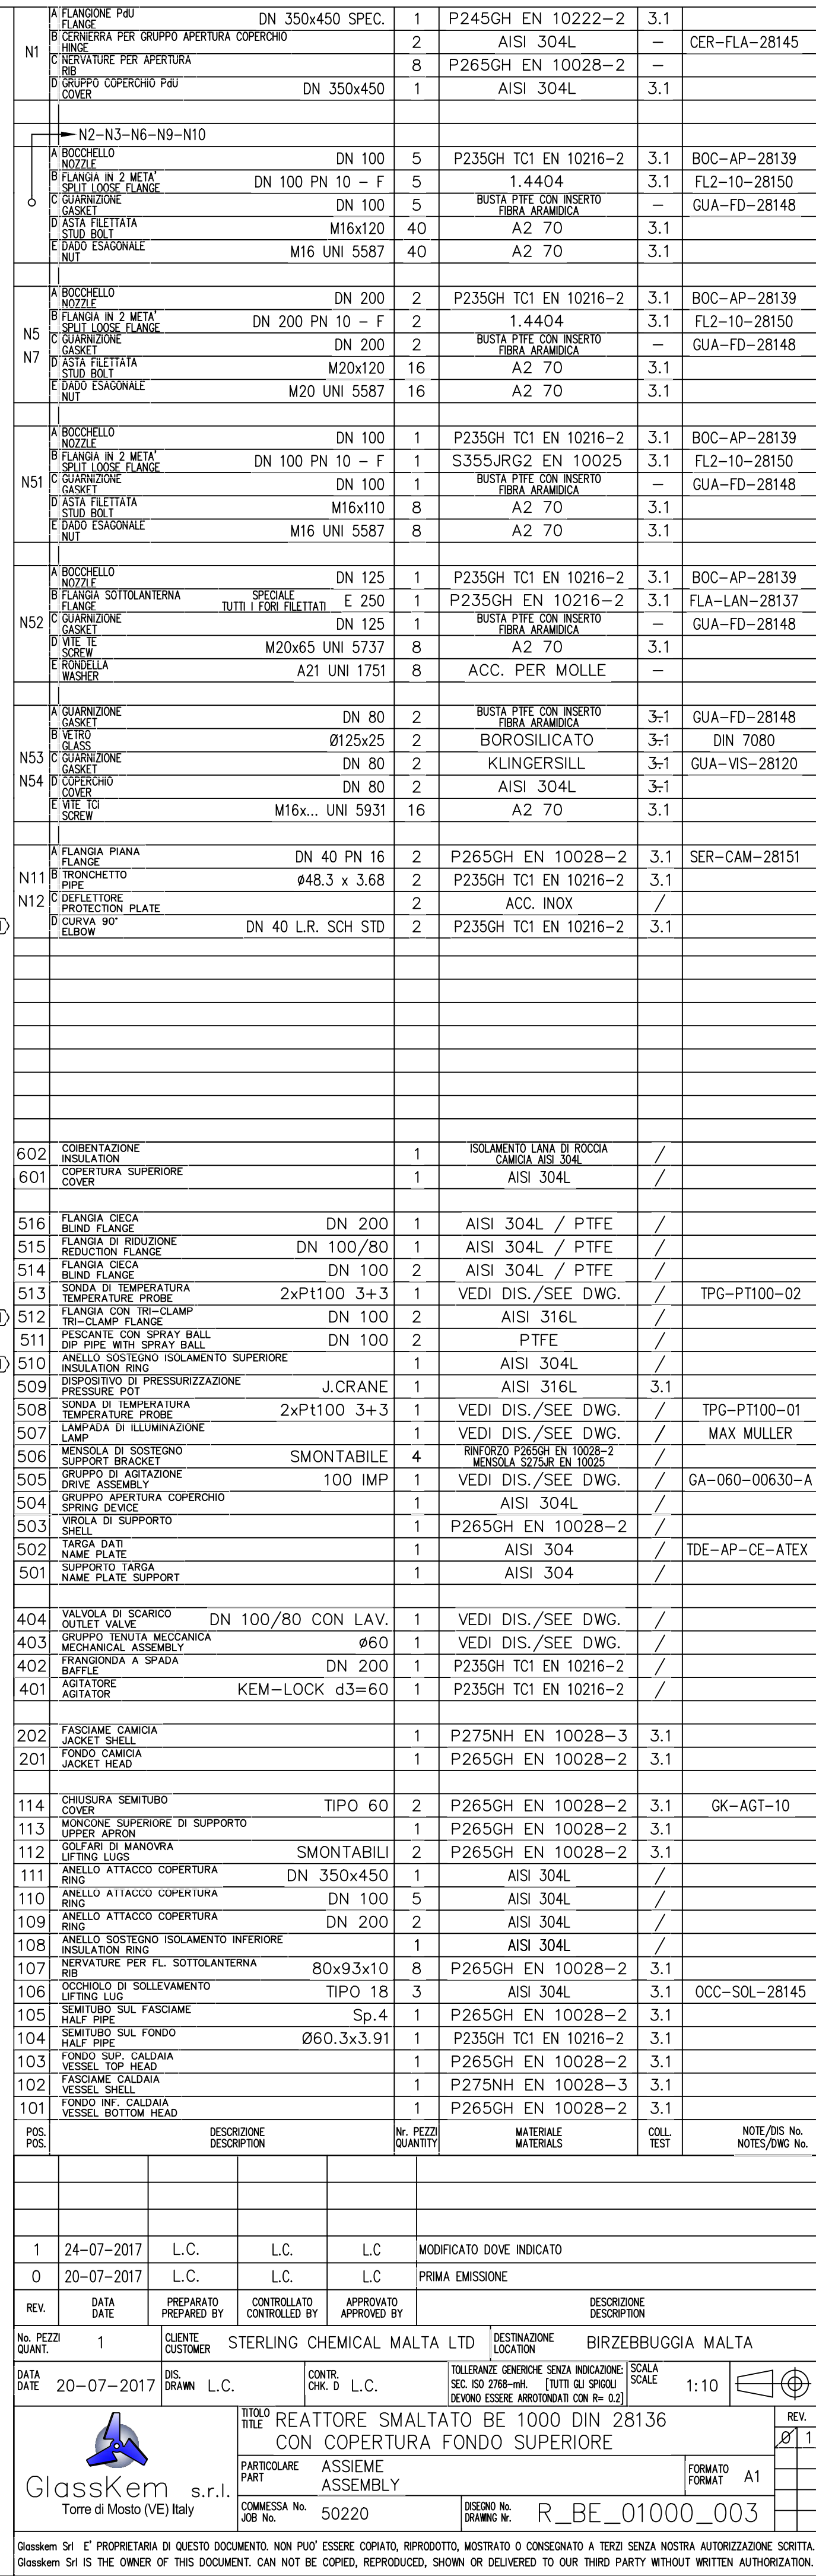 N1
A FLANGIONE PdU DN 350x450 SPEC. 1 P245GH EN 10222-2 3.1
FLANGE
B CERNIERRA PER GRUPPO APERTURA COPERCHIO 2 AISI 304L - CER-FLA-28145
HINGE
C NERVATURE PER APERTURA 8 P265GH EN 10028-2 -
RIB
D GRUPPO COPERCHIO PdU DN 350x450 1 AISI 304L 3.1
COVER
N2-N3-N6-N9-N10
A BOCCHELLO DN 100 5 P235GH TC1 EN 10216-2 3.1 BOC-AP-28139
NOZZLE
B FLANGIA IN 2 META' DN 100 PN 10 - F 5 1.4404 3.1 FL2-10-28150
SPLIT LOOSE FLANGE
C GUARNIZIONE DN 100 5 BUSTA PTFE CON INSERTO - GUA-FD-28148
GASKET FIBRA ARAMIDICA
D ASTA FILETTATA M16x120 40 A2 70 3.1
STUD BOLT
E DADO ESAGONALE M16 UNI 5587 40 A2 70 3.1
NUT
N5
N7
A BOCCHELLO DN 200 2 P235GH TC1 EN 10216-2 3.1 BOC-AP-28139
NOZZLE
B FLANGIA IN 2 META' DN 200 PN 10 - F 2 1.4404 3.1 FL2-10-28150
SPLIT LOOSE FLANGE
C GUARNIZIONE DN 200 2 BUSTA PTFE CON INSERTO - GUA-FD-28148
GASKET FIBRA ARAMIDICA
D ASTA FILETTATA M20x120 16 A2 70 3.1
STUD BOLT
E DADO ESAGONALE M20 UNI 5587 16 A2 70 3.1
NUT
N51
A BOCCHELLO DN 100 1 P235GH TC1 EN 10216-2 3.1 BOC-AP-28139
NOZZLE
B FLANGIA IN 2 META' DN 100 PN 10 - F 1 S355JRG2 EN 10025 3.1 FL2-10-28150
SPLIT LOOSE FLANGE
C GUARNIZIONE DN 100 1 BUSTA PTFE CON INSERTO - GUA-FD-28148
GASKET FIBRA ARAMIDICA
D ASTA FILETTATA M16x110 8 A2 70 3.1
STUD BOLT
E DADO ESAGONALE M16 UNI 5587 8 A2 70 3.1
NUT
N52
A BOCCHELLO DN 125 1 P235GH TC1 EN 10216-2 3.1 BOC-AP-28139
NOZZLE
B FLANGIA SOTTOLANTERNA SPECIALE E 250 1 P235GH EN 10216-2 3.1 FLA-LAN-28137
FLANGE TUTTI I FORI FILETTATI
C GUARNIZIONE DN 125 1 BUSTA PTFE CON INSERTO - GUA-FD-28148
GASKET FIBRA ARAMIDICA
D VITE TE M20x65 UNI 5737 8 A2 70 3.1
SCREW
E RONDELLA A21 UNI 1751 8 ACC. PER MOLLE -
WASHER
N53
N54
A GUARNIZIONE DN 80 2 BUSTA PTFE CON INSERTO 3.1 GUA-FD-28148
GASKET FIBRA ARAMIDICA
B VETRO Ø125x25 2 BOROSILICATO 3.1 DIN 7080
GLASS
C GUARNIZIONE DN 80 2 KLINGERSILL 3.1 GUA-VIS-28120
GASKET
D COPERCHIO DN 80 2 AISI 304L 3.1
COVER
E VITE TCi M16x... UNI 5931 16 A2 70 3.1
SCREW
N11
N12
A FLANGIA PIANA DN 40 PN 16 2 P265GH EN 10028-2 3.1 SER-CAM-28151
FLANGE
B TRONCHETTO ø48.3 x 3.68 2 P235GH TC1 EN 10216-2 3.1
PIPE
C DEFLETTORE 2 ACC. INOX /
PROTECTION PLATE
D CURVA 90° DN 40 L.R. SCH STD 2 P235GH TC1 EN 10216-2 3.1
ELBOW
602 COIBENTAZIONE 1 ISOLAMENTO LANA DI ROCCIA /
INSULATION CAMICIA AISI 304L
601 COPERTURA SUPERIORE 1 AISI 304L /
COVER
516 FLANGIA CIECA DN 200 1 AISI 304L / PTFE /
BLIND FLANGE
515 FLANGIA DI RIDUZIONE DN 100/80 1 AISI 304L / PTFE /
REDUCTION FLANGE
514 FLANGIA CIECA DN 100 2 AISI 304L / PTFE /
BLIND FLANGE
513 SONDA DI TEMPERATURA 2xPt100 3+3 1 VEDI DIS./SEE DWG. / TPG-PT100-02
TEMPERATURE PROBE
512 FLANGIA CON TRI-CLAMP DN 100 2 AISI 316L /
TRI-CLAMP FLANGE
511 PESCANTE CON SPRAY BALL DN 100 2 PTFE /
DIP PIPE WITH SPRAY BALL
510 ANELLO SOSTEGNO ISOLAMENTO SUPERIORE 1 AISI 304L /
INSULATION RING
509 DISPOSITIVO DI PRESSURIZZAZIONE J.CRANE 1 AISI 316L 3.1
PRESSURE POT
508 SONDA DI TEMPERATURA 2xPt100 3+3 1 VEDI DIS./SEE DWG. / TPG-PT100-01
TEMPERATURE PROBE
507 LAMPADA DI ILLUMINAZIONE 1 VEDI DIS./SEE DWG. / MAX MULLER
LAMP
506 MENSOLA DI SOSTEGNO SMONTABILE 4 RINFORZO P265GH EN 10028-2 /
SUPPORT BRACKET MENSOLA S275JR EN 10025
505 GRUPPO DI AGITAZIONE 100 IMP 1 VEDI DIS./SEE DWG. / GA-060-00630-A
DRIVE ASSEMBLY
504 GRUPPO APERTURA COPERCHIO 1 AISI 304L /
SPRING DEVICE
503 VIROLA DI SUPPORTO 1 P265GH EN 10028-2 /
SHELL
502 TARGA DATI 1 AISI 304 / TDE-AP-CE-ATEX
NAME PLATE
501 SUPPORTO TARGA 1 AISI 304 /
NAME PLATE SUPPORT
404 VALVOLA DI SCARICO DN 100/80 CON LAV. 1 VEDI DIS./SEE DWG. /
OUTLET VALVE
403 GRUPPO TENUTA MECCANICA ø60 1 VEDI DIS./SEE DWG. /
MECHANICAL ASSEMBLY
402 FRANGIONDA A SPADA DN 200 1 P235GH TC1 EN 10216-2 /
BAFFLE
401 AGITATORE KEM-LOCK d3=60 1 P235GH TC1 EN 10216-2 /
AGITATOR
202 FASCIAME CAMICIA 1 P275NH EN 10028-3 3.1
JACKET SHELL
201 FONDO CAMICIA 1 P265GH EN 10028-2 3.1
JACKET HEAD
114 CHIUSURA SEMITUBO TIPO 60 2 P265GH EN 10028-2 3.1 GK-AGT-10
COVER
113 MONCONE SUPERIORE DI SUPPORTO 1 P265GH EN 10028-2 3.1
UPPER APRON
112 GOLFARI DI MANOVRA SMONTABILI 2 P265GH EN 10028-2 3.1
LIFTING LUGS
111 ANELLO ATTACCO COPERTURA DN 350x450 1 AISI 304L /
RING
110 ANELLO ATTACCO COPERTURA DN 100 5 AISI 304L /
RING
109 ANELLO ATTACCO COPERTURA DN 200 2 AISI 304L /
RING
108 ANELLO SOSTEGNO ISOLAMENTO INFERIORE 1 AISI 304L /
INSULATION RING
107 NERVATURE PER FL. SOTTOLANTERNA 80x93x10 8 P265GH EN 10028-2 3.1
RIB
106 OCCHIOLO DI SOLLEVAMENTO TIPO 18 3 AISI 304L 3.1 OCC-SOL-28145
LIFTING LUG
105 SEMITUBO SUL FASCIAME Sp.4 1 P265GH EN 10028-2 3.1
HALF PIPE
104 SEMITUBO SUL FONDO Ø60.3x3.91 1 P235GH TC1 EN 10216-2 3.1
HALF PIPE
103 FONDO SUP. CALDAIA 1 P265GH EN 10028-2 3.1
VESSEL TOP HEAD
102 FASCIAME CALDAIA 1 P275NH EN 10028-3 3.1
VESSEL SHELL
101 FONDO INF. CALDAIA 1 P265GH EN 10028-2 3.1
VESSEL BOTTOM HEAD
POS. DESCRIZIONE Nr. PEZZI MATERIALE COLL. NOTE/DIS No.
POS. DESCRIPTION QUANTITY MATERIALS TEST NOTES/DWG No.
1 24-07-2017 L.C. L.C. L.C MODIFICATO DOVE INDICATO
0 20-07-2017 L.C. L.C. L.C PRIMA EMISSIONE
REV. DATA PREPARATO CONTROLLATO APPROVATO DESCRIZIONE
DATE PREPARED BY CONTROLLED BY APPROVED BY DESCRIPTION
No. PEZZI 1 CLIENTE STERLING CHEMICAL MALTA LTD DESTINAZIONE BIRZEBBUGGIA MALTA
QUANT. CUSTOMER LOCATION
DATA 20-07-2017 DIS. L.C. CONTR. L.C. TOLLERANZE GENERICHE SENZA INDICAZIONE: SCALA 1:10
DATE DRAWN CHK. D SEC. ISO 2768-mH. [TUTTI GLI SPIGOLI SCALE
DEVONO ESSERE ARROTONDATI CON R= 0.2]
TITOLO REATTORE SMALTATO BE 1000 DIN 28136 REV.
TITLE CON COPERTURA FONDO SUPERIORE 0 1
PARTICOLARE ASSIEME FORMATO A1
PART ASSEMBLY FORMAT
GlassKem s.r.l.
Torre di Mosto (VE) Italy
COMMESSA No. 50220 DISEGNO No. R_BE_01000_003
JOB No. DRAWING Nr.
Glasskem Srl E' PROPRIETARIA DI QUESTO DOCUMENTO. NON PUO' ESSERE COPIATO, RIPRODOTTO, MOSTRATO O CONSEGNATO A TERZI SENZA NOSTRA AUTORIZZAZIONE SCRITTA.
Glasskem Srl IS THE OWNER OF THIS DOCUMENT. CAN NOT BE COPIED, REPRODUCED, SHOWN OR DELIVERED TO OUR THIRD PARTY WITHOUT WRITTEN AUTHORIZATION.